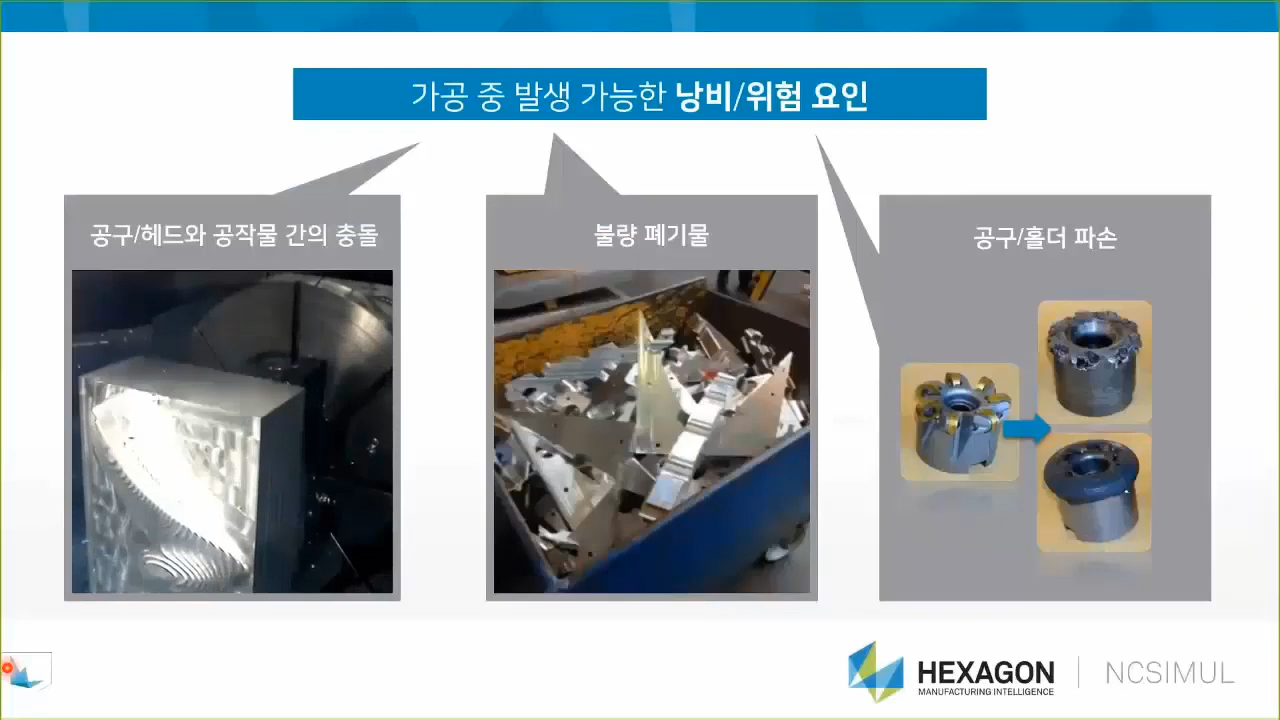 가공 중 발생 가능한 낭비/위험 요인
공구/헤드와 공작물 간의 충돌
불량 폐기물
공구/홀더 파손
HEXAGON
MANUFACTURING INTELLIGENCE
NCSIMUL